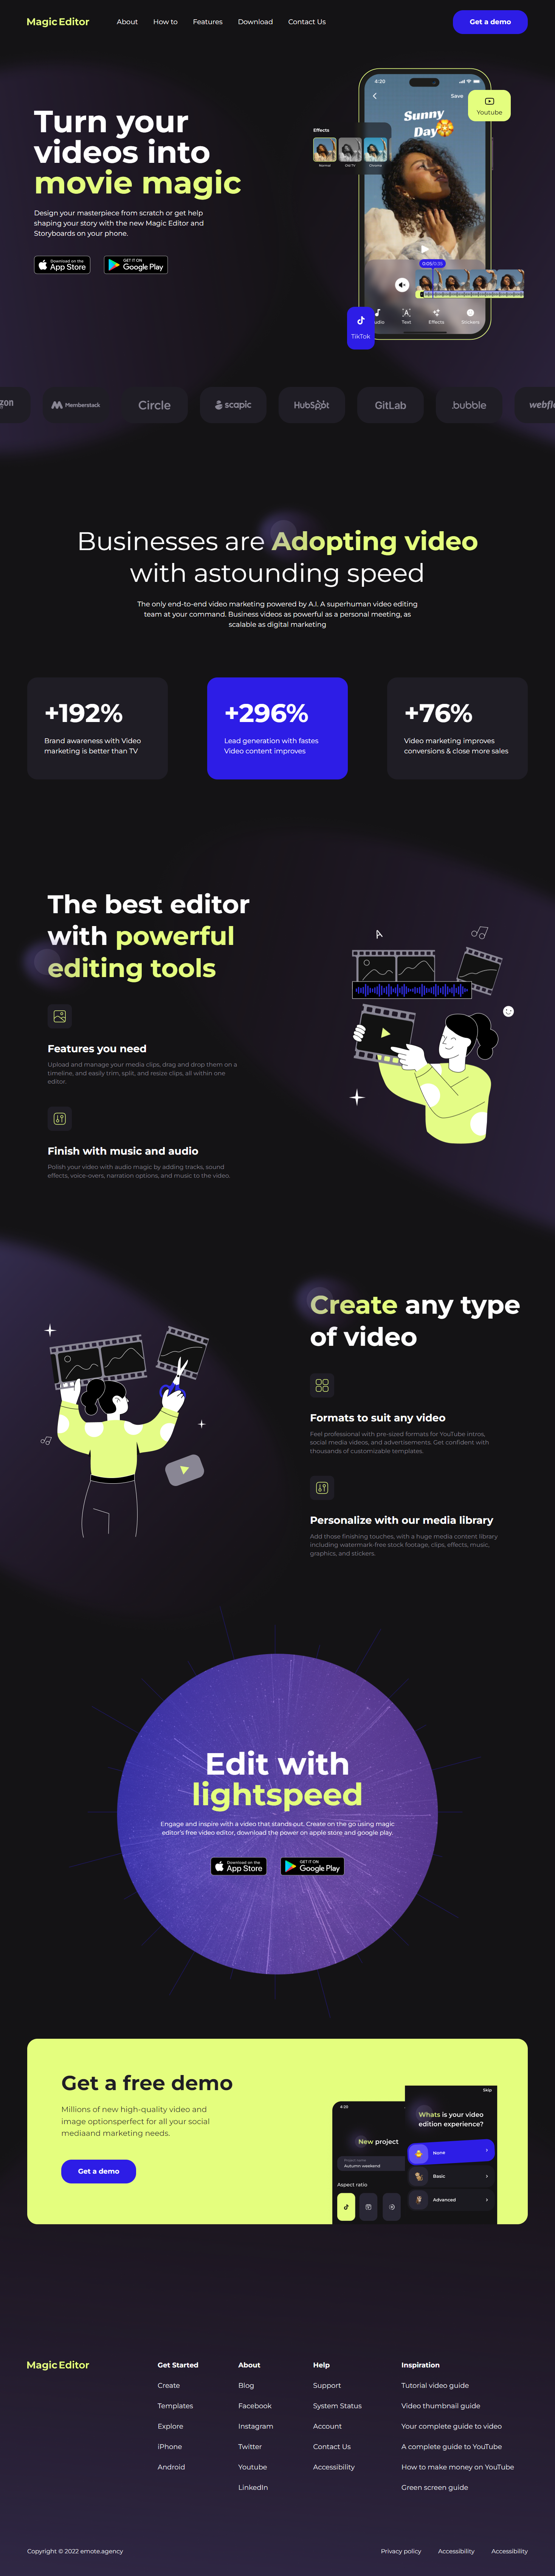 Magic Editor
About How to Features Download Contact Us
Get a demo
Turn your
videos into
movie magic
Design your masterpiece from scratch or get help
shaping your story with the new Magic Editor and
Storyboards on your phone.
Download on the
App Store
GET IT ON
Google Play
4:20
Save
Youtube
Sunny
Day
Effects
Normal Old TV Cinema
0:05/0:35
Text Effects Stickers
TikTok
zon
Memberstack
Circle
scapic
HubSpot
GitLab
.bubble
webfl
Businesses are Adopting video
with astounding speed
The only end-to-end video marketing powered by A.I. A superhuman video editing
team at your command. Business videos as powerful as a personal meeting, as
scalable as digital marketing
+192%
Brand awareness with Video
marketing is better than TV
+296%
Lead generation with fastes
Video content improves
+76%
Video marketing improves
conversions & close more sales
The best editor
with powerful
editing tools
Features you need
Upload and manage your media clips, drag and drop them on a
timeline, and easily trim, split, and resize clips, all within one
editor.
Finish with music and audio
Polish your video with audio magic by adding tracks, sound
effects, voice-overs, narration options, and music to the video.
Create any type
of video
Formats to suit any video
Feel professional with pre-sized formats for YouTube intros,
social media videos, and advertisements. Get confident with
thousands of customizable templates.
Personalize with our media library
Add those finishing touches, with a huge media content library
including watermark-free stock footage, clips, effects, music,
graphics, and stickers.
Edit with
lightspeed
Engage and inspire with a video that stands out. Create on the go using magic
editor's free video editor, download the power on apple store and google play.
Download on the
App Store
GET IT ON
Google Play
Get a free demo
Millions of new high-quality video and
image optionsperfect for all your social
mediaand marketing needs.
Get a demo
4:20
New project
Project name
Autumn weekend
Aspect ratio
Skip
Whats is your video
edition experience?
None
Basic
Advanced
Magic Editor
Get Started
Create
Templates
Explore
iPhone
Android
About
Blog
Facebook
Instagram
Twitter
Youtube
LinkedIn
Help
Support
System Status
Account
Contact Us
Accessibility
Inspiration
Tutorial video guide
Video thumbnail guide
Your complete guide to video
A complete guide to YouTube
How to make money on YouTube
Green screen guide
Copyright © 2022 emote.agency
Privacy policy Accessibility Accessibility